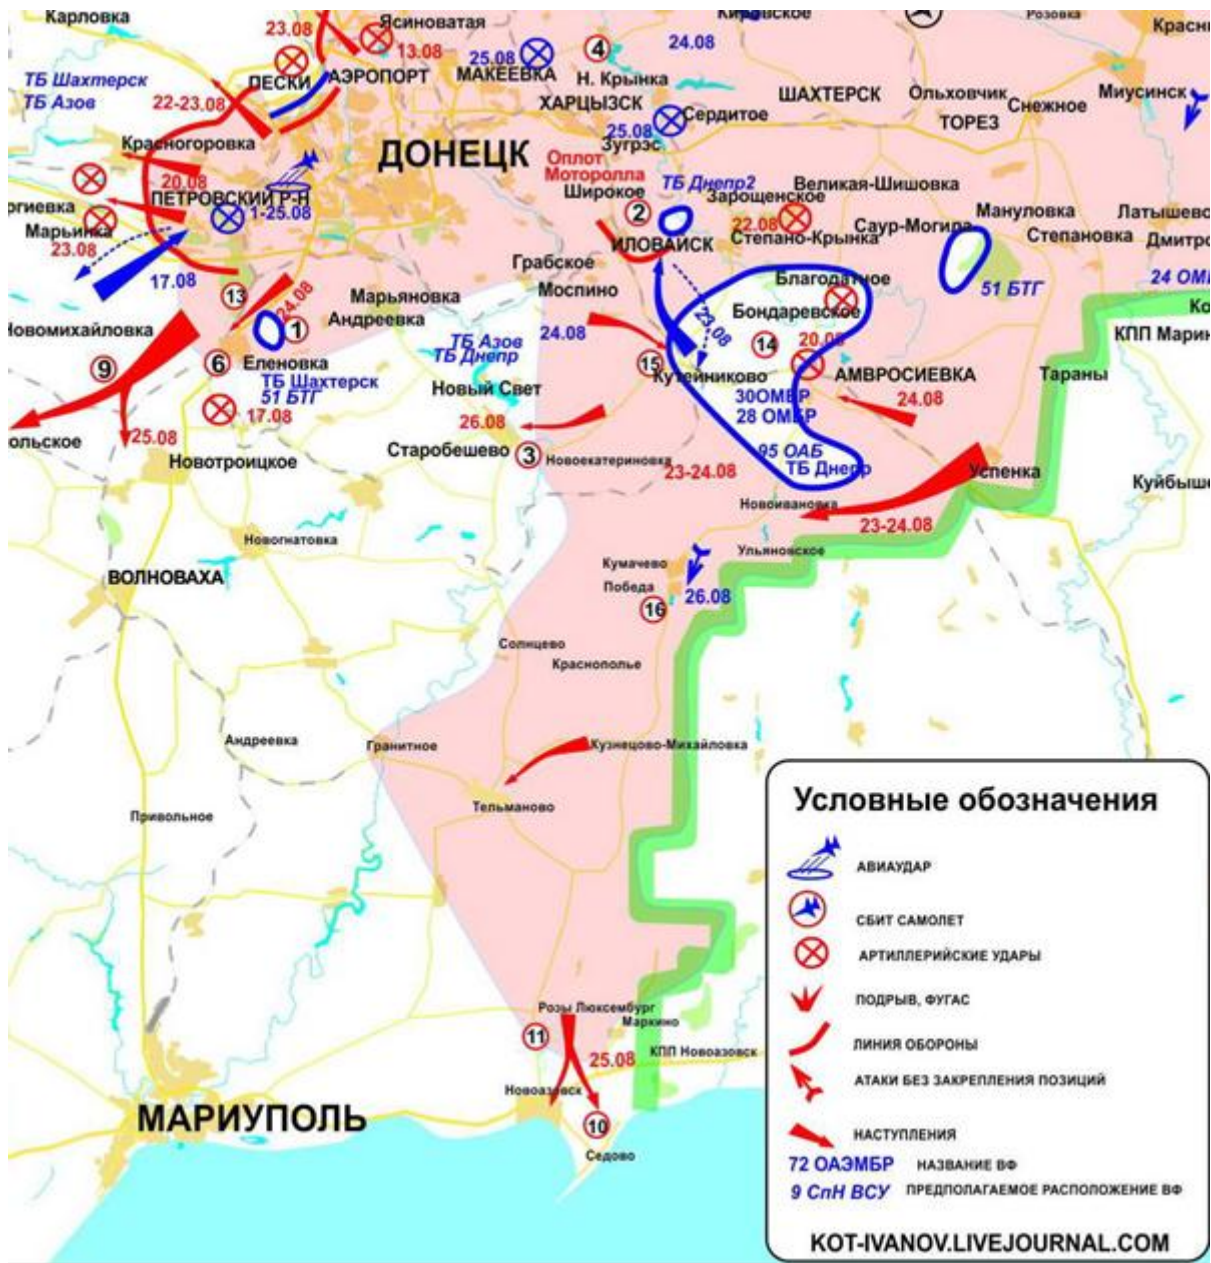 Карловка
Ясиноватая
Кировское
Розовка
23.08
13.08
25.08
4
24.08
ТБ Шахтерск
ПЕСКИ
АЭРОПОРТ
МАКЕЕВКА
Н. Крынка
ТБ Азов
22-23.08
ХАРЦЫЗСК
ШАХТЕРСК
Ольховчик
Снежное
Миусинск
Сердитое
ТОРЕЗ
25.08
Зугрэс
Красногоровка
ДОНЕЦК
Оплот
Моторолла
20.08
ПЕТРОВСКИЙ Р-Н
Широкое
ТБ Днепр2
Великая-Шишовка
Зарощенское
1-25.08
2
22.08
Саур-Могила
Мануловка
Марьинка
23.08
ИЛОВАЙСК
Степано-Крынка
Степановка
17.08
Грабское
Моспино
Благодатное
51 БТГ
13
24.08
Марьяновка
Андреевка
Бондаревское
Новомихайловка
1
ТБ Азов
ТБ Днепр
24.08
23.08
14
20.08
9
6
Еленовка
15
Кутейниково
АМВРОСИЕВКА
Тараны
ТБ Шахтерск
51 БТГ
Новый Свет
30ОМБР
28 ОМБР
24.08
17.08
26.08
25.08
Старобешево
3
Новоекатериновка
95 ОАБ
ТБ Днепр
23-24.08
Успенка
Новотроицкое
Новоивановка
23-24.08
Новогнатовка
Ульяновское
Кумачево
ВОЛНОВАХА
Победа
26.08
16
Солнцево
Краснополье
Андреевка
Гранитное
Кузнецово-Михайловка
Тельманово
Привольное
Розы Люксембург
Маркино
11
25.08
КПП Новоазовск
Новоазовск
МАРИУПОЛЬ
10
Седово
Условные обозначения
АВИАУДАР
СБИТ САМОЛЕТ
АРТИЛЛЕРИЙСКИЕ УДАРЫ
ПОДРЫВ, ФУГАС
ЛИНИЯ ОБОРОНЫ
АТАКИ БЕЗ ЗАКРЕПЛЕНИЯ ПОЗИЦИЙ
НАСТУПЛЕНИЯ
72 ОАЭМБР НАЗВАНИЕ ВФ
9 СпН ВСУ ПРЕДПОЛАГАЕМОЕ РАСПОЛОЖЕНИЕ ВФ
KOT-IVANOV.LIVEJOURNAL.COM